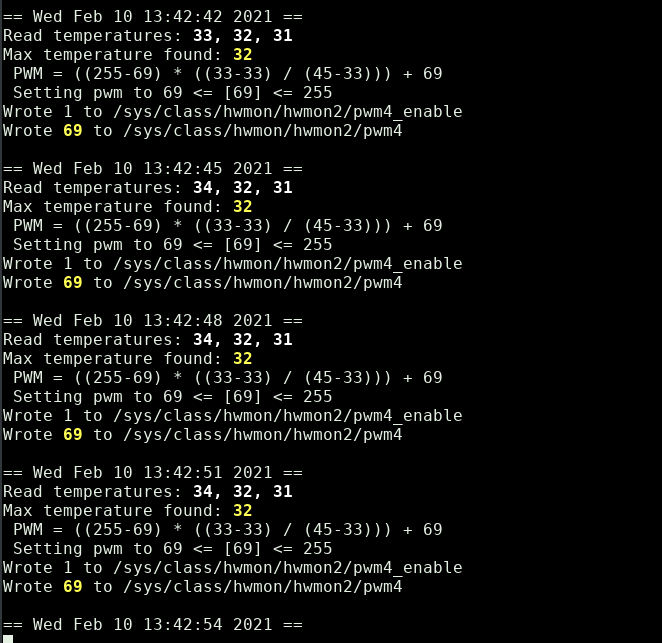 == Wed Feb 10 13:42:42 2021 ==
Read temperatures: 33, 32, 31
Max temperature found: 32
PWM = ((255-69) * ((33-33) / (45-33))) + 69
Setting pwm to 69 <= [69] <= 255
Wrote 1 to /sys/class/hwmon/hwmon2/pwm4_enable
Wrote 69 to /sys/class/hwmon/hwmon2/pwm4

== Wed Feb 10 13:42:45 2021 ==
Read temperatures: 34, 32, 31
Max temperature found: 32
PWM = ((255-69) * ((33-33) / (45-33))) + 69
Setting pwm to 69 <= [69] <= 255
Wrote 1 to /sys/class/hwmon/hwmon2/pwm4_enable
Wrote 69 to /sys/class/hwmon/hwmon2/pwm4

== Wed Feb 10 13:42:48 2021 ==
Read temperatures: 34, 32, 31
Max temperature found: 32
PWM = ((255-69) * ((33-33) / (45-33))) + 69
Setting pwm to 69 <= [69] <= 255
Wrote 1 to /sys/class/hwmon/hwmon2/pwm4_enable
Wrote 69 to /sys/class/hwmon/hwmon2/pwm4

== Wed Feb 10 13:42:51 2021 ==
Read temperatures: 34, 32, 31
Max temperature found: 32
PWM = ((255-69) * ((33-33) / (45-33))) + 69
Setting pwm to 69 <= [69] <= 255
Wrote 1 to /sys/class/hwmon/hwmon2/pwm4_enable
Wrote 69 to /sys/class/hwmon/hwmon2/pwm4

== Wed Feb 10 13:42:54 2021 ==